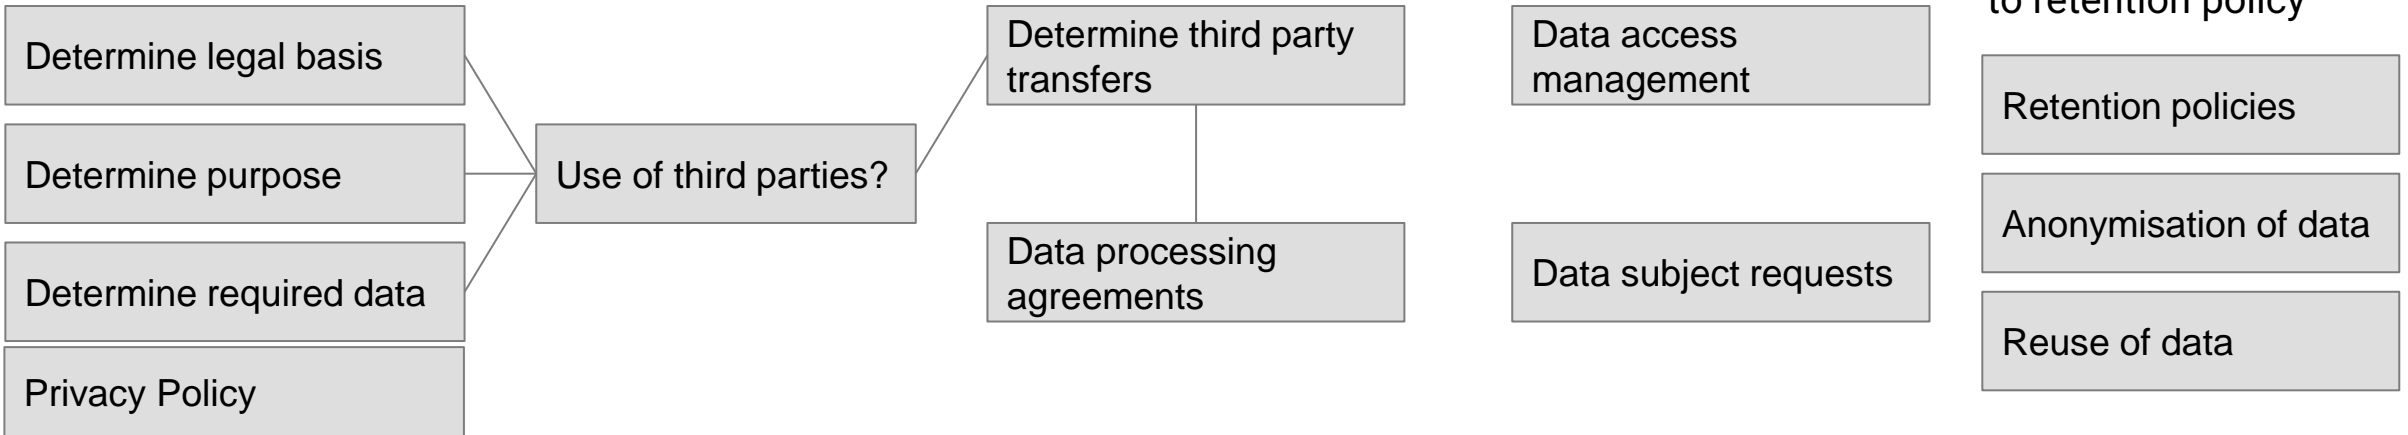 Determine legal basis
Determine purpose
Determine required data
Privacy Policy
Use of third parties?
Determine third party
transfers
Data processing
agreements
Data access
management
Data subject requests
to retention policy
Retention policies
Anonymisation of data
Reuse of data